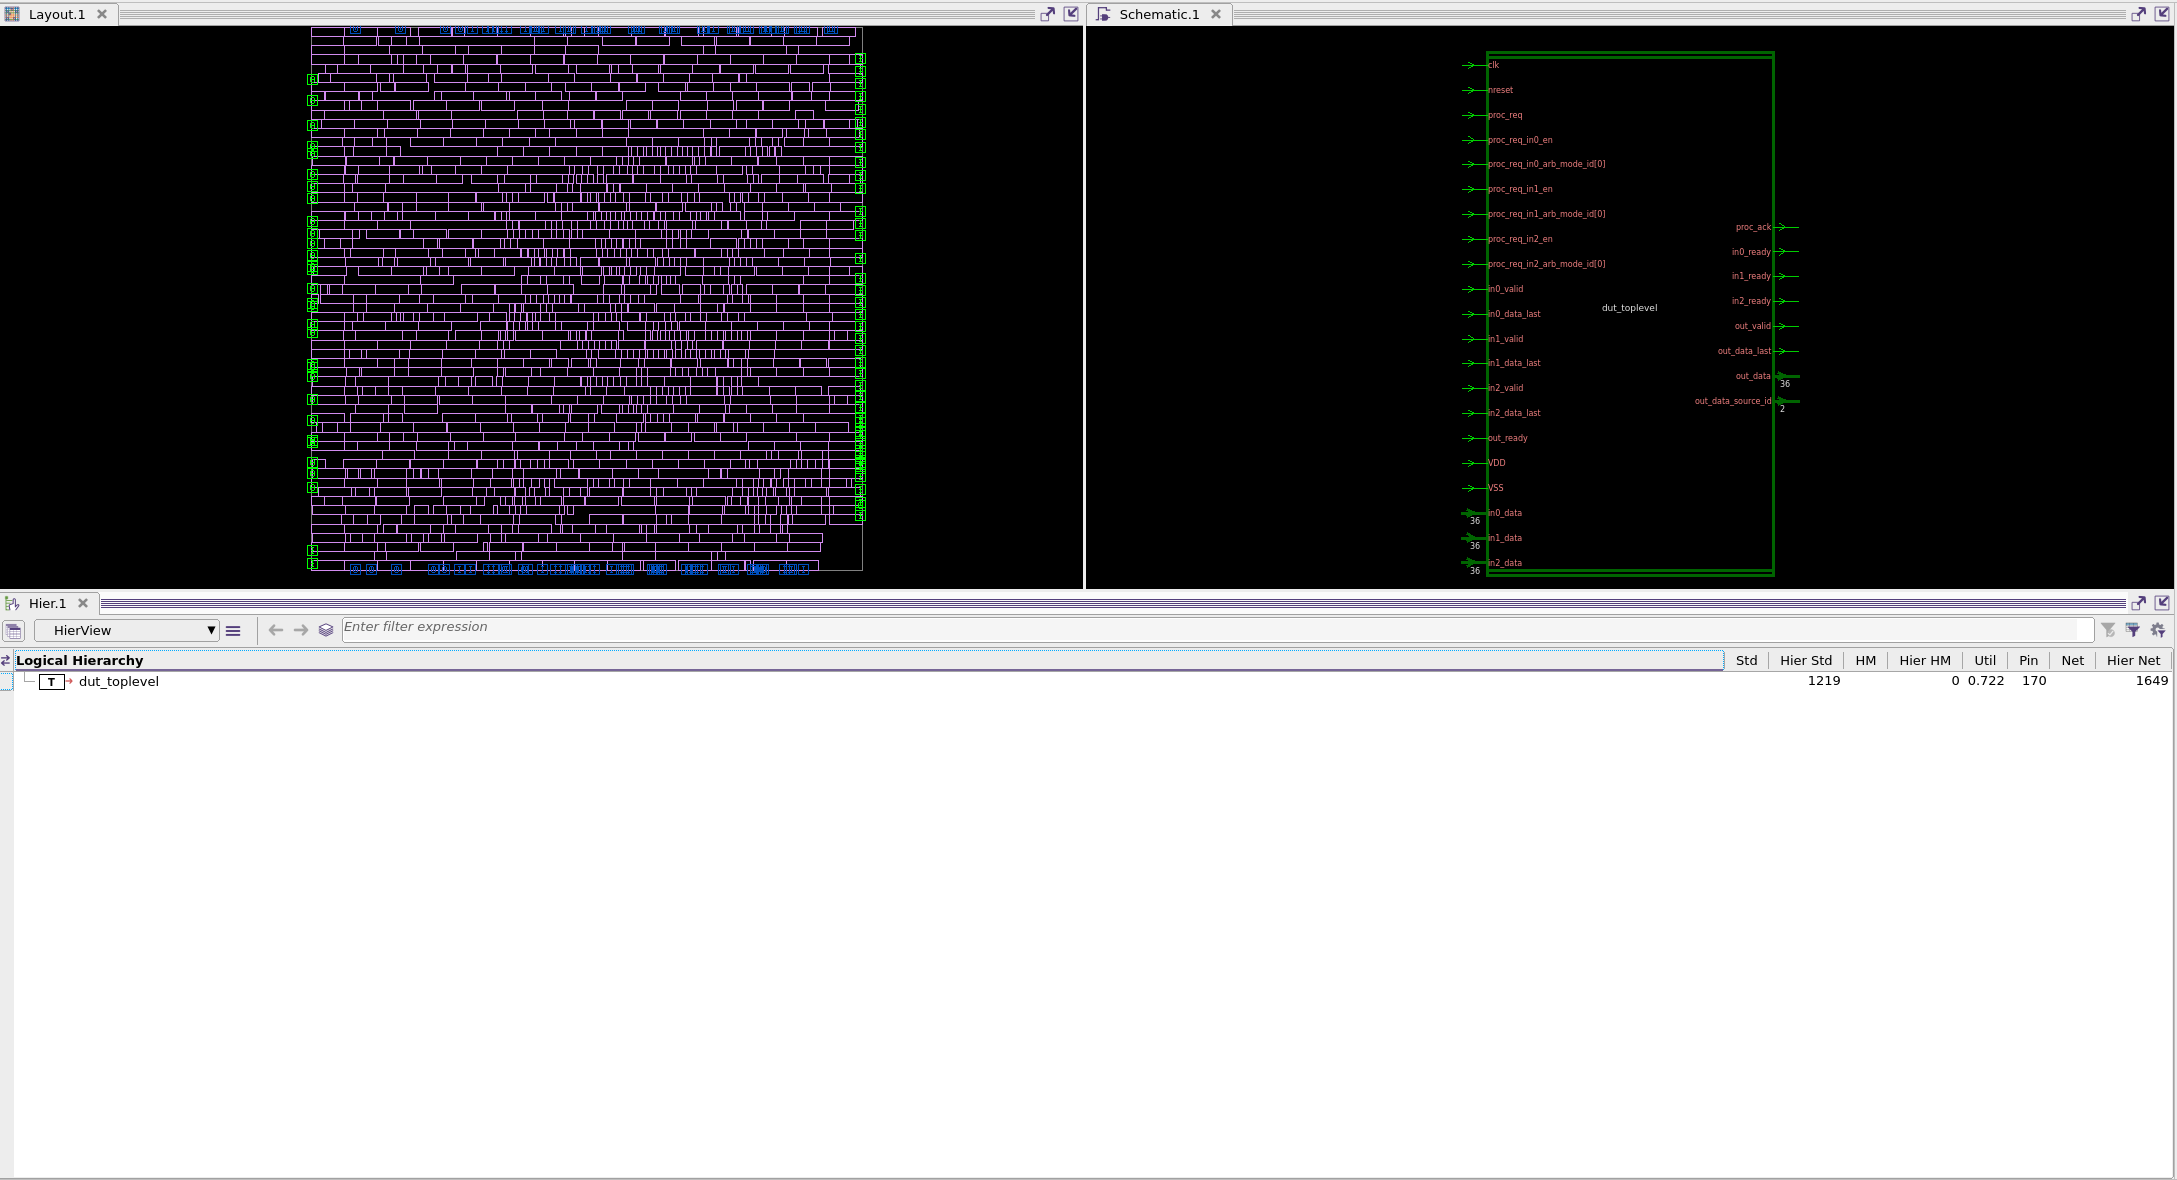 Layout.1
Schematic.1
clk
nreset
proc_req
proc_req_in0_en
proc_req_in0_arb_mode_id[0]
proc_req_in1_en
proc_req_in1_arb_mode_id[0]
proc_req_in2_en
proc_req_in2_arb_mode_id[0]
in0_valid
in0_data_last
in1_valid
in1_data_last
in2_valid
in2_data_last
out_ready
VDD
VSS
in0_data
36
in1_data
36
in2_data
36
dut_toplevel
proc_ack
in0_ready
in1_ready
in2_ready
out_valid
out_data_last
out_data
36
out_data_source_id
2
Hier.1
HierView
Enter filter expression
Logical Hierarchy Std Hier Std HM Hier HM Util Pin Net Hier Net
T dut_toplevel 1219 0 0.722 170 1649